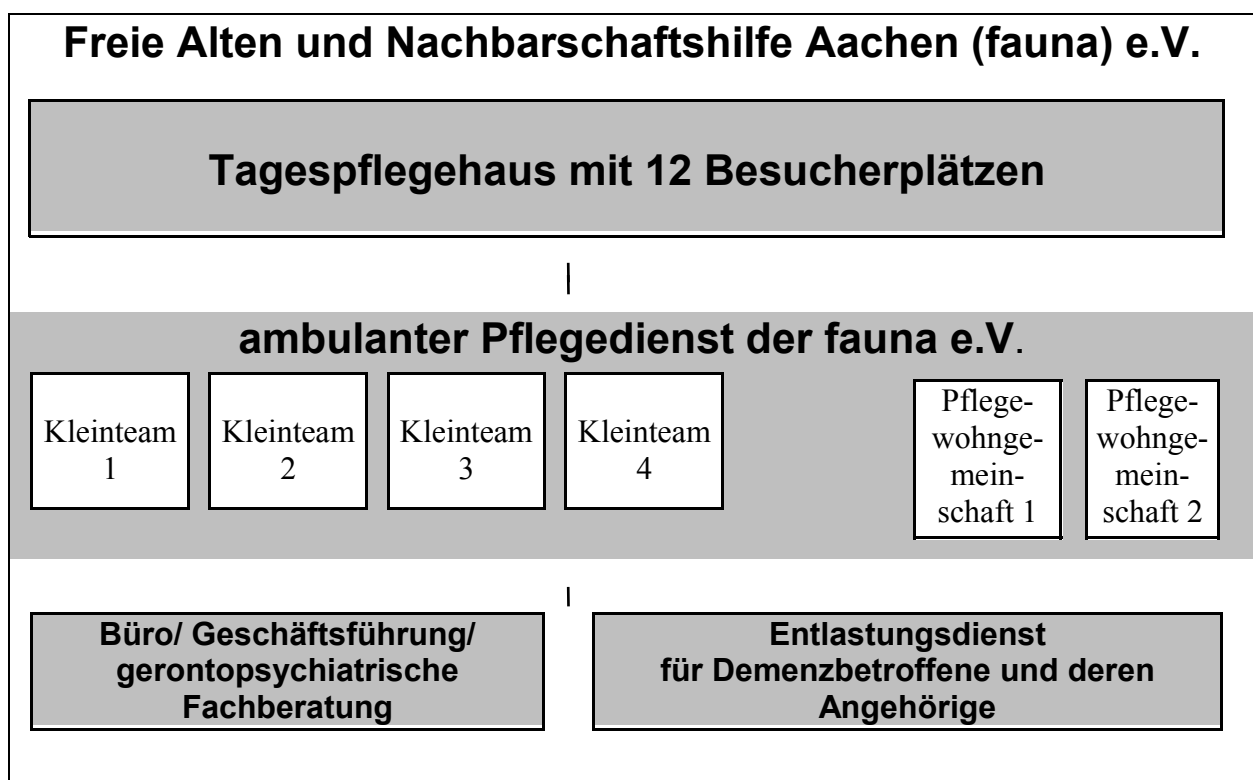 Freie Alten und Nachbarschaftshilfe Aachen (fauna) e.V.
Tagespflegehaus mit 12 Besucherplätzen
ambulanter Pflegedienst der fauna e.V.
Kleinteam
1
Kleinteam
2
Kleinteam
3
Kleinteam
4
Pflege-
wohnge-
mein-
schaft 1
Pflege-
wohnge-
mein-
schaft 2
Büro/ Geschäftsführung/
gerontopsychiatrische
Fachberatung
Entlastungsdienst
für Demenzbetroffene und deren
Angehörige